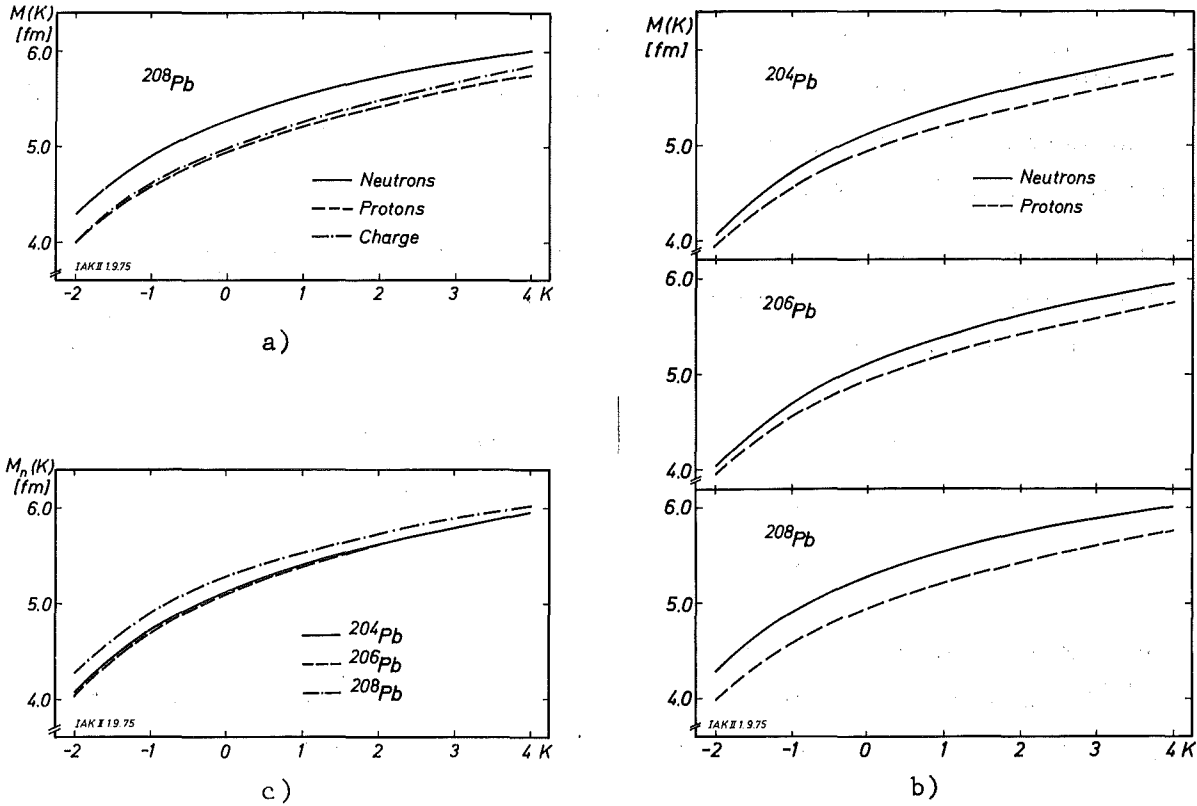 M(K)
[fm]
6.0
5.0
4.0
208Pb
Neutrons
Protons
Charge
IAK II 1.9.75
-2 -1 0 1 2 3 4 K
a)
Mn(K)
[fm]
6.0
5.0
4.0
204Pb
206Pb
208Pb
IAK II 1.9.75
-2 -1 0 1 2 3 4 K
c)
M(K)
[fm]
6.0
5.0
4.0
204Pb
Neutrons
Protons
6.0
5.0
4.0
206Pb
6.0
5.0
4.0
208Pb
IAK II 1.9.75
-2 -1 0 1 2 3 4 K
b)